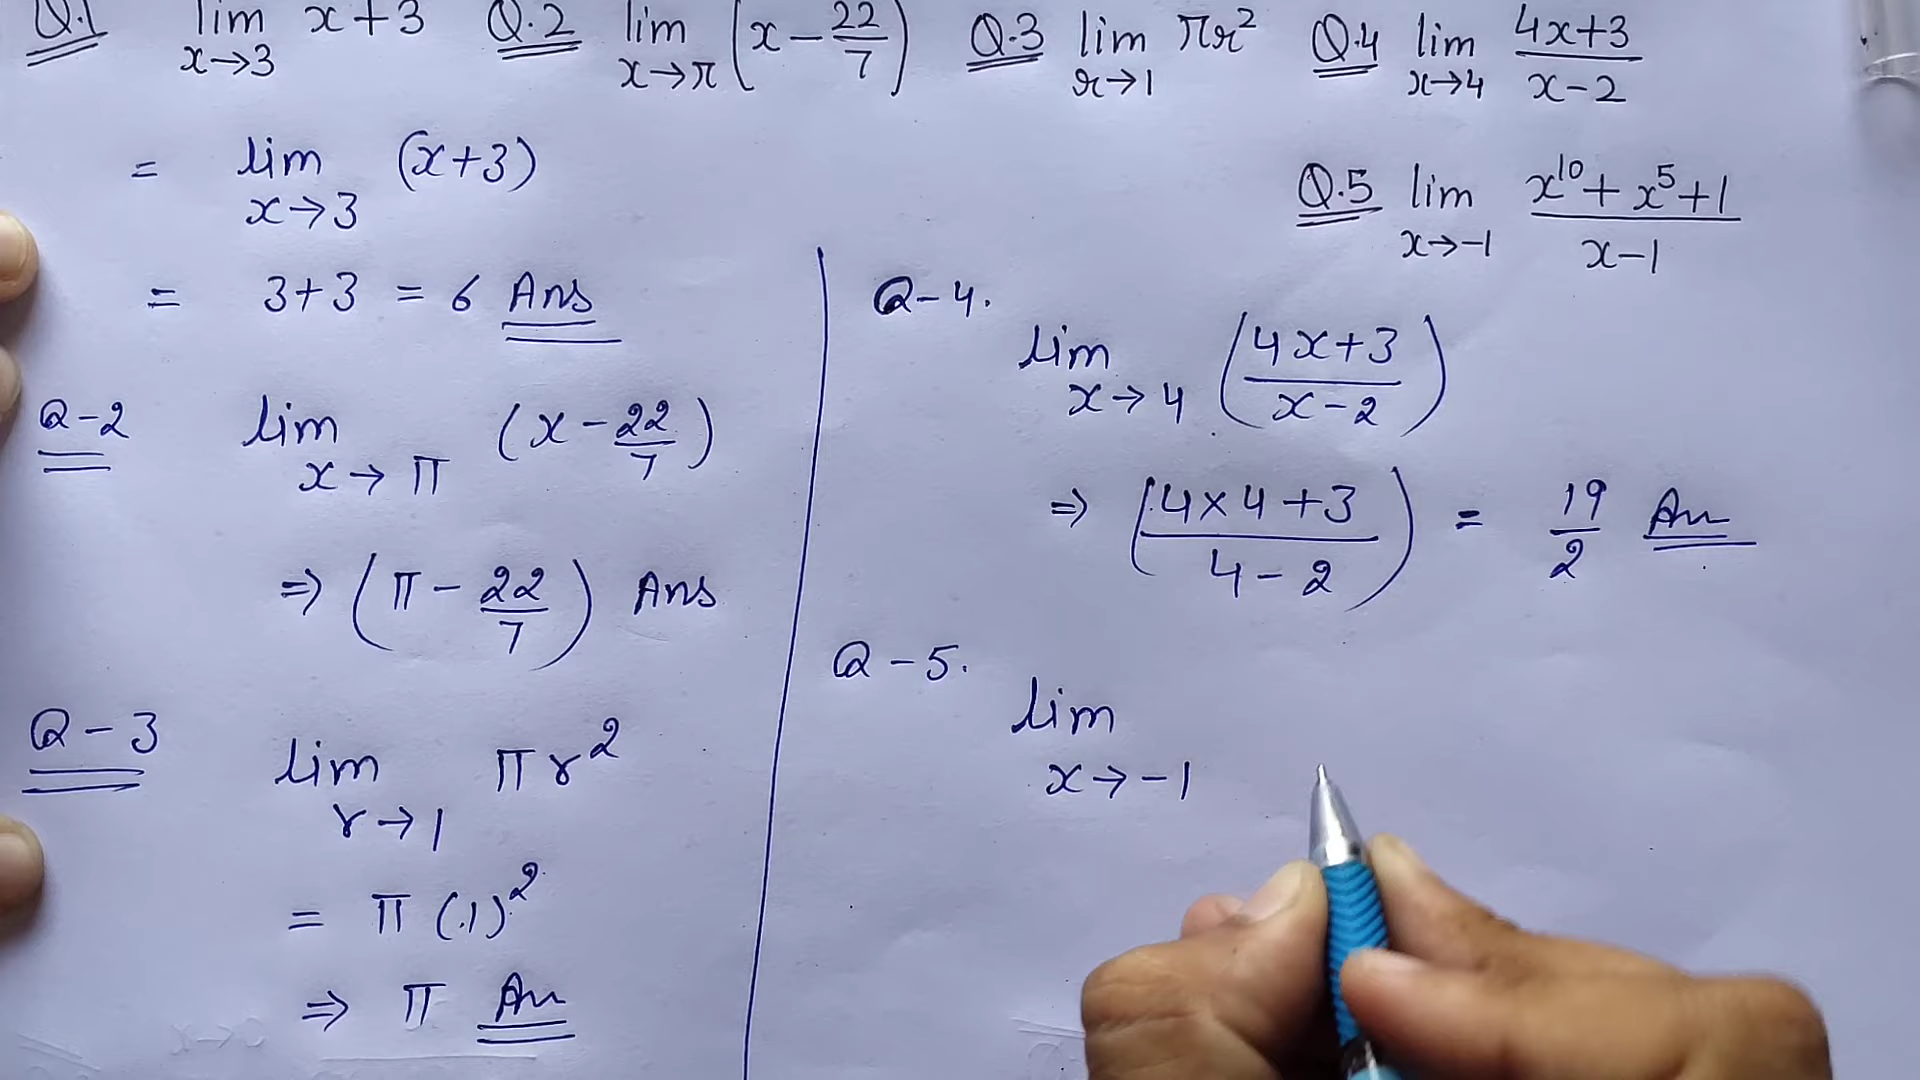 Q.1 lim x→3 x+3 Q.2 lim x→π (x - 22/7) Q.3 lim r→1 πr² Q.4 lim x→4 (4x+3)/(x-2)
Q.5 lim x→-1 (x¹⁰+x⁵+1)/(x-1)
= lim x→3 (x+3)
= 3+3 = 6 Ans
Q-2 lim x→π (x - 22/7)
⇒ (π - 22/7) Ans
Q-3 lim r→1 πr²
= π(1)²
⇒ π Ans
Q-4. lim x→4 ((4x+3)/(x-2))
⇒ ((4×4+3)/(4-2)) = 19/2 Ans
Q-5. lim x→-1